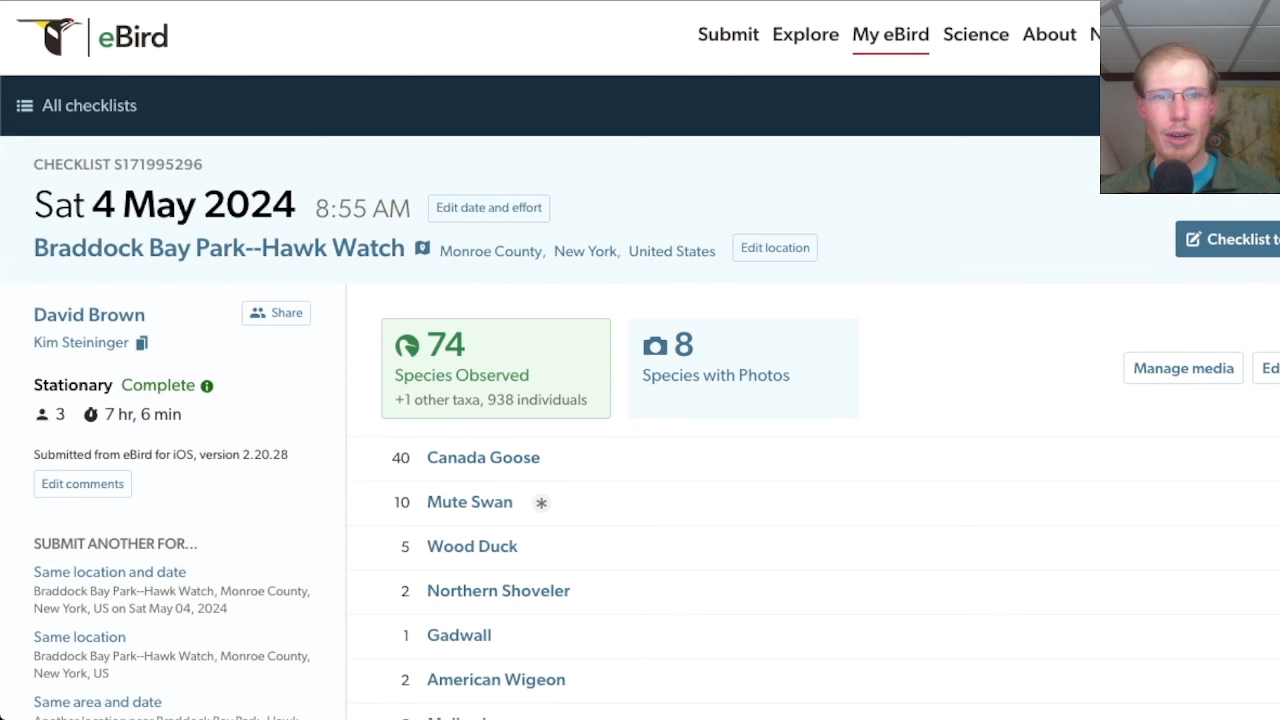 eBird
Submit Explore My eBird Science About N
All checklists
CHECKLIST S171995296
Sat 4 May 2024 8:55 AM Edit date and effort
Braddock Bay Park--Hawk Watch Monroe County, New York, United States Edit location
Checklist to
David Brown Share
Kim Steininger
Stationary Complete
3 7 hr, 6 min
Submitted from eBird for iOS, version 2.20.28
Edit comments
SUBMIT ANOTHER FOR...
Same location and date
Braddock Bay Park--Hawk Watch, Monroe County,
New York, US on Sat May 04, 2024
Same location
Braddock Bay Park--Hawk Watch, Monroe County,
New York, US
Same area and date
74
Species Observed
+1 other taxa, 938 individuals
8
Species with Photos
Manage media Ed
40 Canada Goose
10 Mute Swan *
5 Wood Duck
2 Northern Shoveler
1 Gadwall
2 American Wigeon